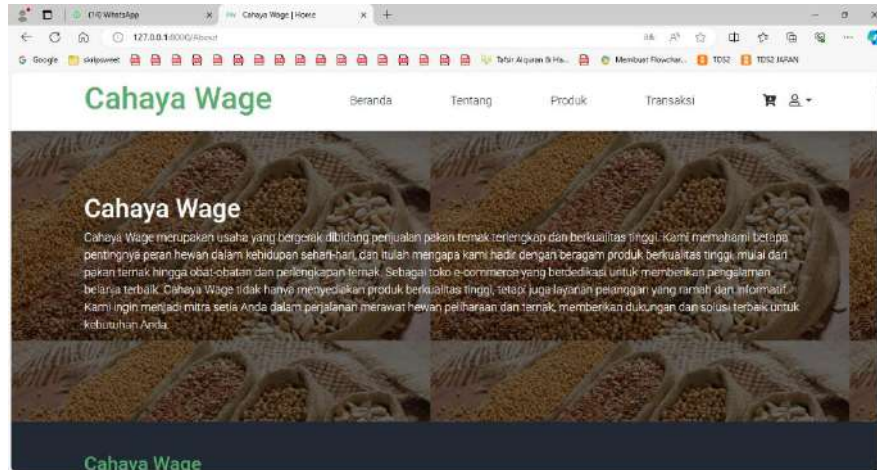 WhatsApp
Cahaya Wage | Home
127.0.0.1:8000/About
Google
Tafsir Alquran & Ha...
Membuat Flowchar...
TDS2
TDS2 JAPAN
Cahaya Wage
Beranda
Tentang
Produk
Transaksi
Cahaya Wage
Cahaya Wage merupakan usaha yang bergerak dibidang penjualan pakan ternak terlengkap dan berkualitas tinggi. Kami memahami betapa
pentingnya peran hewan dalam kehidupan sehari-hari, dan itulah mengapa kami hadir dengan beragam produk berkualitas tinggi, mulai dari
pakan ternak hingga obat-obatan dan perlengkapan ternak. Sebagai toko e-commerce yang berdedikasi untuk memberikan pengalaman
belanja terbaik. Cahaya Wage tidak hanya menyediakan produk berkualitas tinggi, tetapi juga layanan pelanggan yang ramah dan informatif.
Kami ingin menjadi mitra setia Anda dalam perjalanan merawat hewan peliharaan dan ternak, memberikan dukungan dan solusi terbaik untuk
kebutuhan Anda.
Cahaya Wage